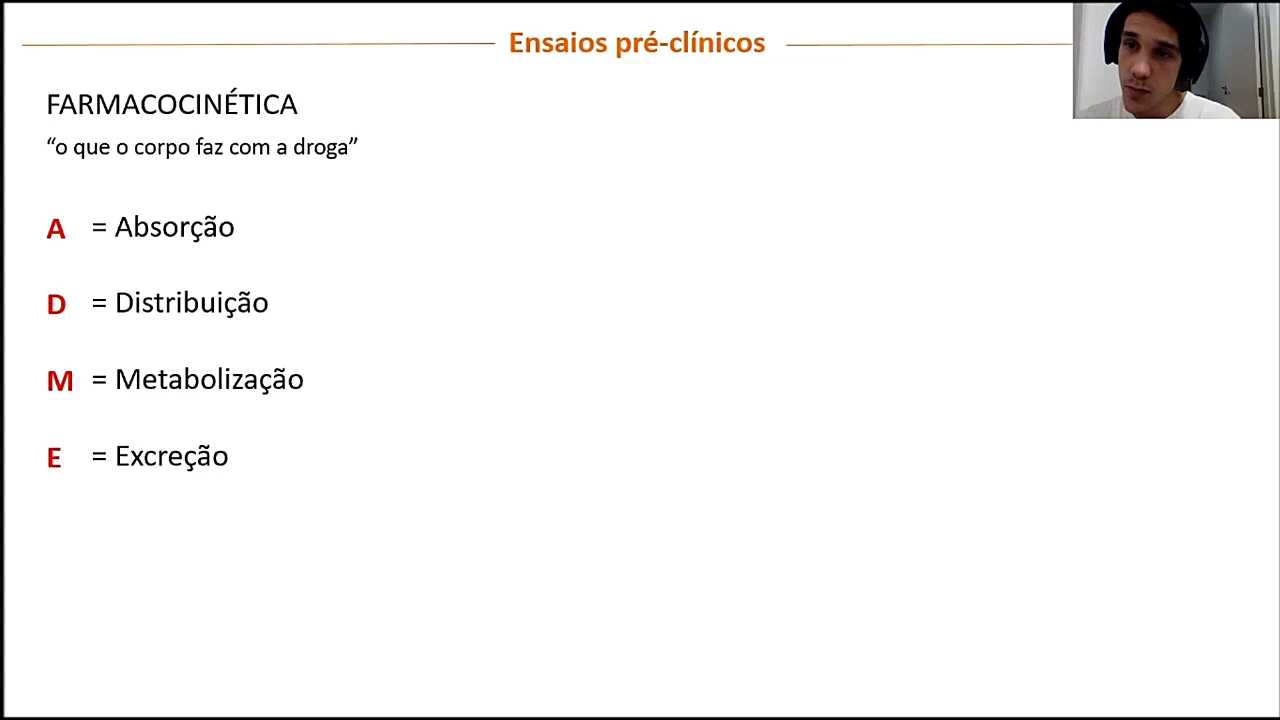 Ensaios pré-clínicos
FARMACOCINÉTICA
“o que o corpo faz com a droga”
A = Absorção
D = Distribuição
M = Metabolização
E = Excreção